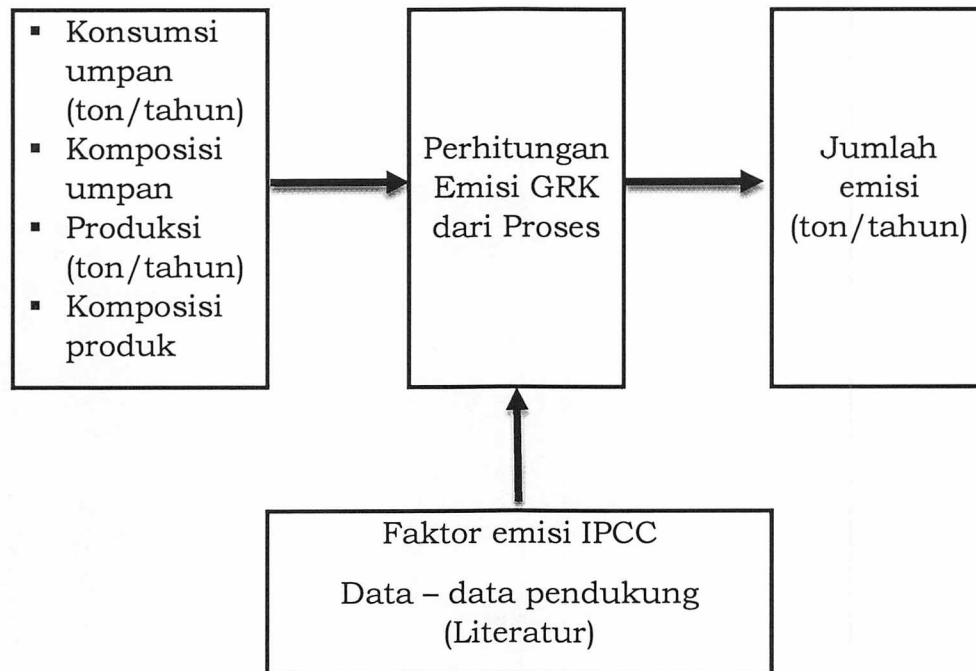 ▪ Konsumsi
umpan
(ton/tahun)
▪ Komposisi
umpan
▪ Produksi
(ton/tahun)
▪ Komposisi
produk
Perhitungan
Emisi GRK
dari Proses
Jumlah
emisi
(ton/tahun)
Faktor emisi IPCC
Data – data pendukung
(Literatur)